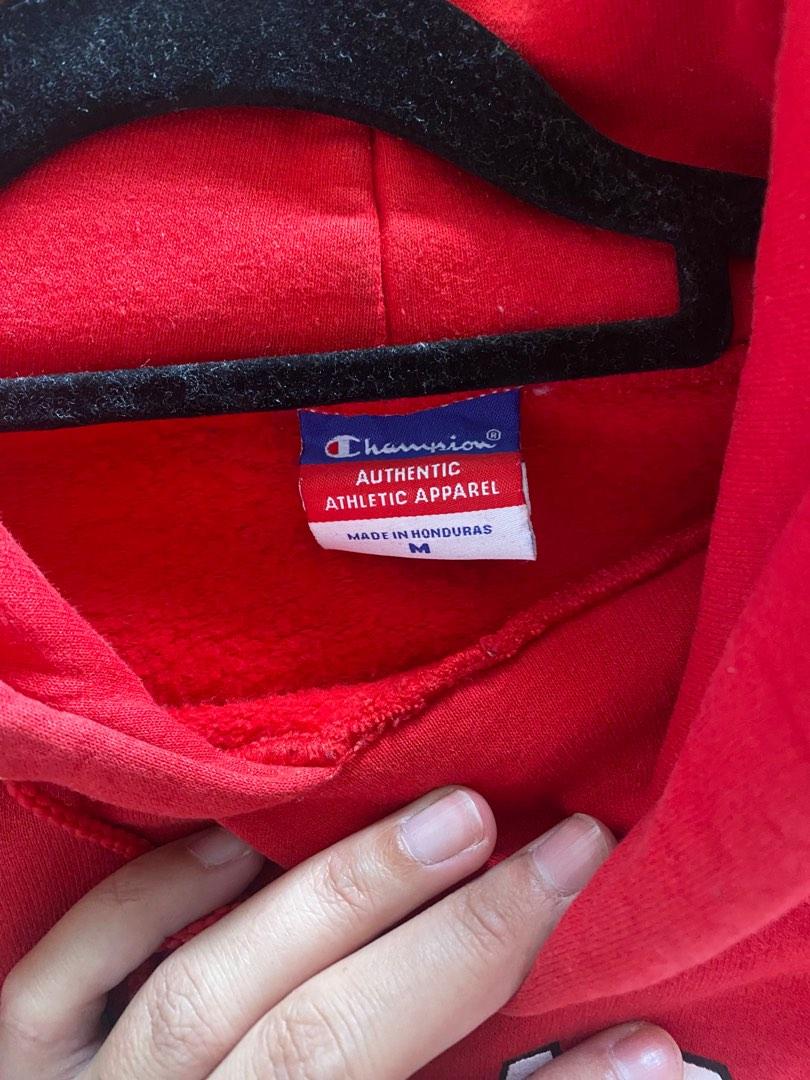 Champion®
AUTHENTIC
ATHLETIC APPAREL
MADE IN HONDURAS
M